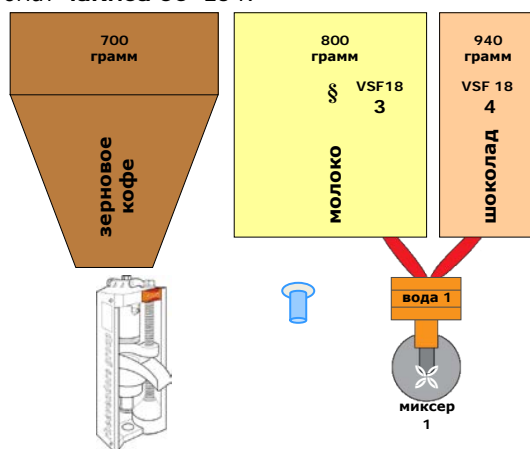 700
грамм
800
грамм
940
грамм
§ VSF18
3
VSF 18
4
зерновое
кофе
молоко
шоколад
вода 1
миксер
1